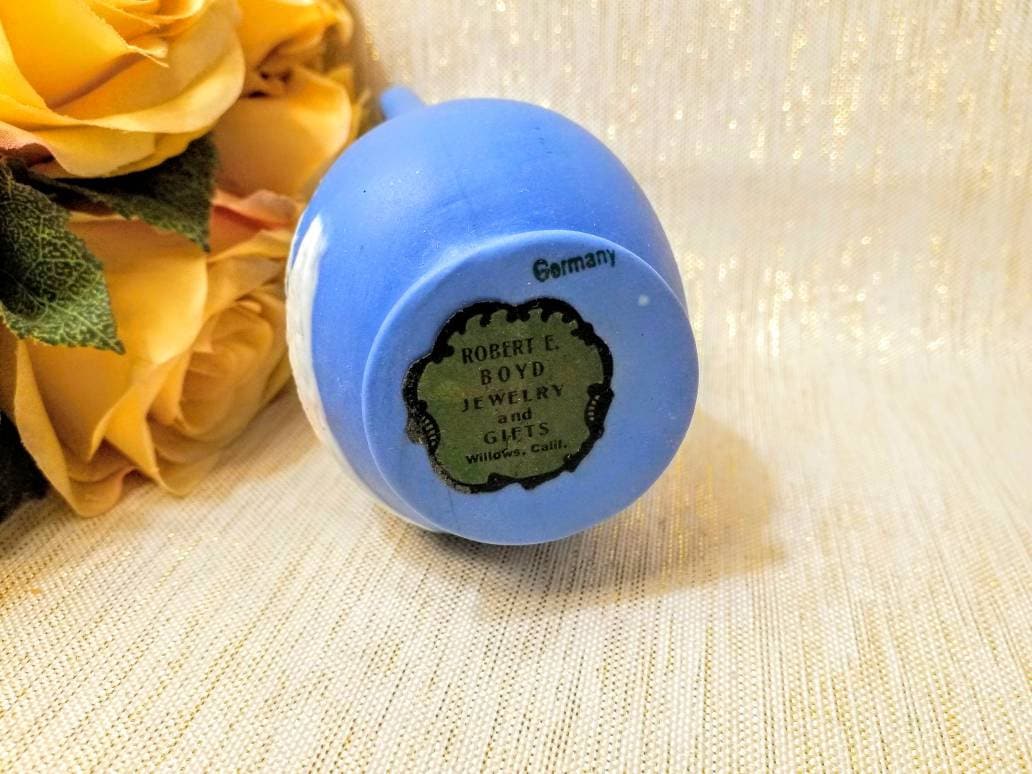 Germany
ROBERT E.
BOYD
JEWELRY
and
GIFTS
Willows, Calif.